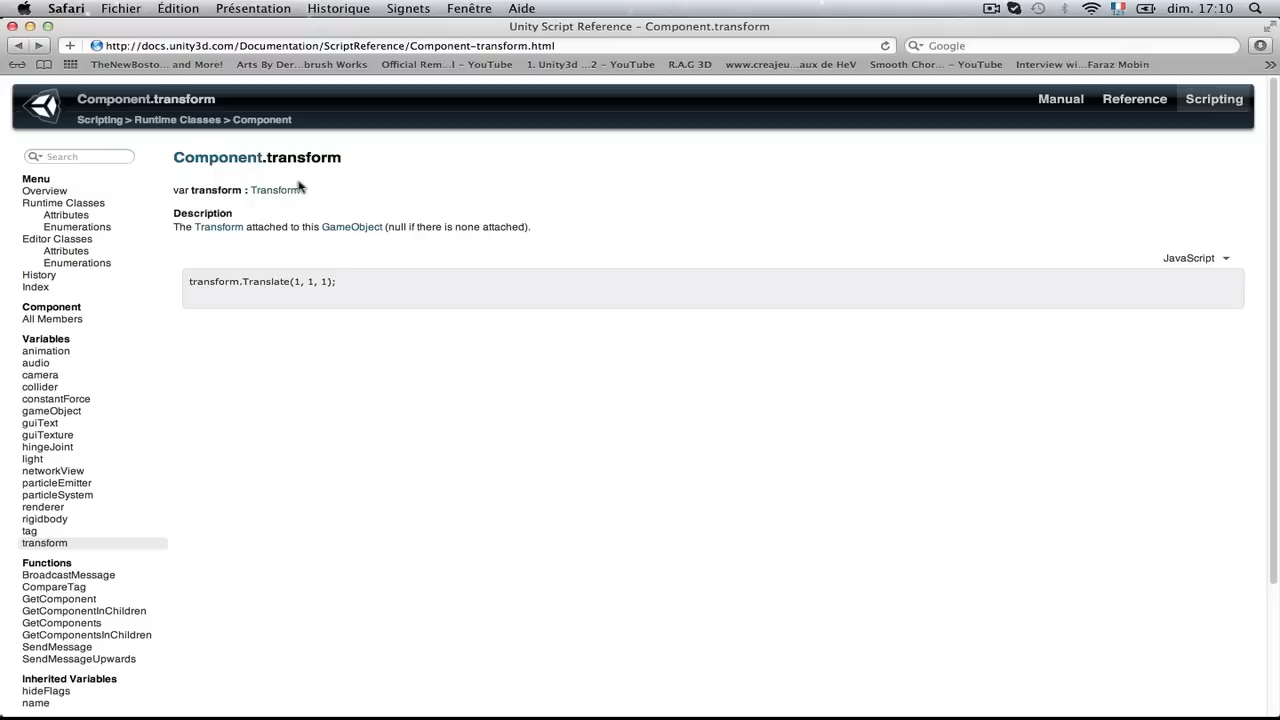 Safari Fichier Édition Présentation Historique Signets Fenêtre Aide dim. 17:10
Unity Script Reference – Component.transform
http://docs.unity3d.com/Documentation/ScriptReference/Component-transform.html Google
TheNewBosto... and More! Arts By Der...brush Works Official Rem...l – YouTube 1. Unity3d ...2 – YouTube R.A.G 3D www.creajeu...aux de HeV Smooth Chor... – YouTube Interview wi...Faraz Mobin
Component.transform Manual Reference Scripting
Scripting > Runtime Classes > Component
Search
Menu
Overview
Runtime Classes
Attributes
Enumerations
Editor Classes
Attributes
Enumerations
History
Index
Component
All Members
Variables
animation
audio
camera
collider
constantForce
gameObject
guiText
guiTexture
hingeJoint
light
networkView
particleEmitter
particleSystem
renderer
rigidbody
tag
transform
Functions
BroadcastMessage
CompareTag
GetComponent
GetComponentInChildren
GetComponents
GetComponentsInChildren
SendMessage
SendMessageUpwards
Inherited Variables
hideFlags
name
Component.transform
var transform : Transform
Description
The Transform attached to this GameObject (null if there is none attached).
JavaScript
transform.Translate(1, 1, 1);